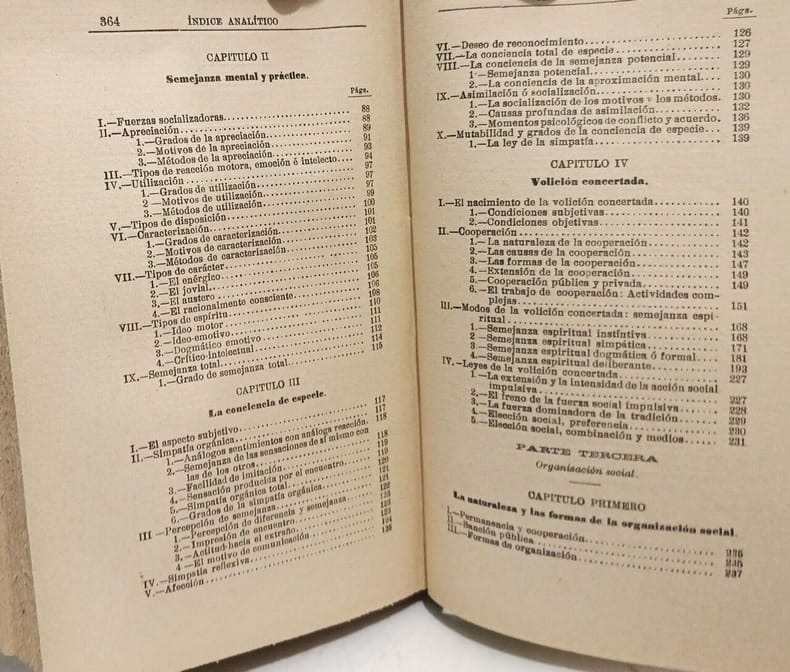 364 ÍNDICE ANALÍTICO
CAPITULO II
Semejanza mental y práctica.
Págs.
I.—Fuerzas socializadoras 88
II.—Apreciación 88
1.—Grados de la apreciación 89
2.—Motivos de la apreciación 91
3.—Métodos de la apreciación 93
III.—Tipos de reacción motora, emoción ó intelecto 94
IV.—Utilización 97
1.—Grados de utilización 97
2—Motivos de utilización 97
3.—Métodos de utilización 99
V.—Tipos de disposición 100
VI.—Caracterización 101
1.—Grados de caracterización 101
2.—Motivos de caracterización 102
3.—Métodos de caracterización 103
VII.—Tipos de carácter 105
1.—El enérgico 105
2.—El jovial 105
3.—El austero 106
4.—El racionalmente consciente 106
VIII.—Tipos de espíritu 108
1.—Ideo motor 110
2.—Ideo-emotivo 111
3.—Dogmático emotivo 111
4.—Crítico-intelectual 112
IX.—Semejanza total 114
1.—Grado de semejanza total 115
CAPITULO III
La conciencia de especie.
I.—El aspecto subjetivo 117
II.—Simpatía orgánica 117
1.—Análogos sentimientos con análoga reacción. 118
2.—Semejanza de las sensaciones de sí mismo con
las de los otros 118
3.—Facilidad de imitación 119
4.—Sensación producida por el encuentro 119
5.—Simpatía orgánica total 120
6.—Grados de la simpatía orgánica 121
III—Percepción de semejanza 121
1.—Percepción de diferencia y semejanza
2.—Impresión de encuentro
3.—Actitud hacia el extraño
4—El motivo de comunicación
IV.—Simpatía reflexiva
V.—Afección
Págs.
VI.—Deseo de reconocimiento 126
VII.—La conciencia total de especie 127
VIII.—La conciencia de la semejanza potencial 129
1—Semejanza potencial 129
2.—La conciencia de la aproximación mental 130
IX.—Asimilación ó socialización 130
1.—La socialización de los motivos y los métodos. 130
2.—Causas profundas de asimilación 132
3.—Momentos psicológicos de conflicto y acuerdo. 136
X.—Mutabilidad y grados de la conciencia de especie 139
1.—La ley de la simpatía 139
CAPITULO IV
Volición concertada.
I.—El nacimiento de la volición concertada 140
1.—Condiciones subjetivas 140
2.—Condiciones objetivas 141
II.—Cooperación 142
1.—La naturaleza de la cooperación 142
2.—Las causas de la cooperación 143
3.—Las formas de la cooperación 147
4.—Extensión de la cooperación 149
5.—Cooperación pública y privada 149
6.—El trabajo de cooperación: Actividades com-
plejas 151
III.—Modos de la volición concertada: semejanza espi-
ritual 168
1.—Semejanza espiritual instintiva 168
2—Semejanza espiritual simpática 171
3.—Semejanza espiritual dogmática ó formal 181
4.—Semejanza espiritual deliberante 193
IV.—Leyes de la volición concertada 227
1.—La extensión y la intensidad de la acción social
impulsiva 227
2.—El freno de la fuerza social impulsiva 228
3.—La fuerza dominadora de la tradición 229
4.—Elección social, preferencia 230
5.—Elección social, combinación y medios 231
PARTE TERCERA
Organización social.
CAPITULO PRIMERO
La naturaleza y las formas de la organización social.
I.—Permanencia y cooperación 235
II.—Sanción pública 235
III.—Formas de organización 237